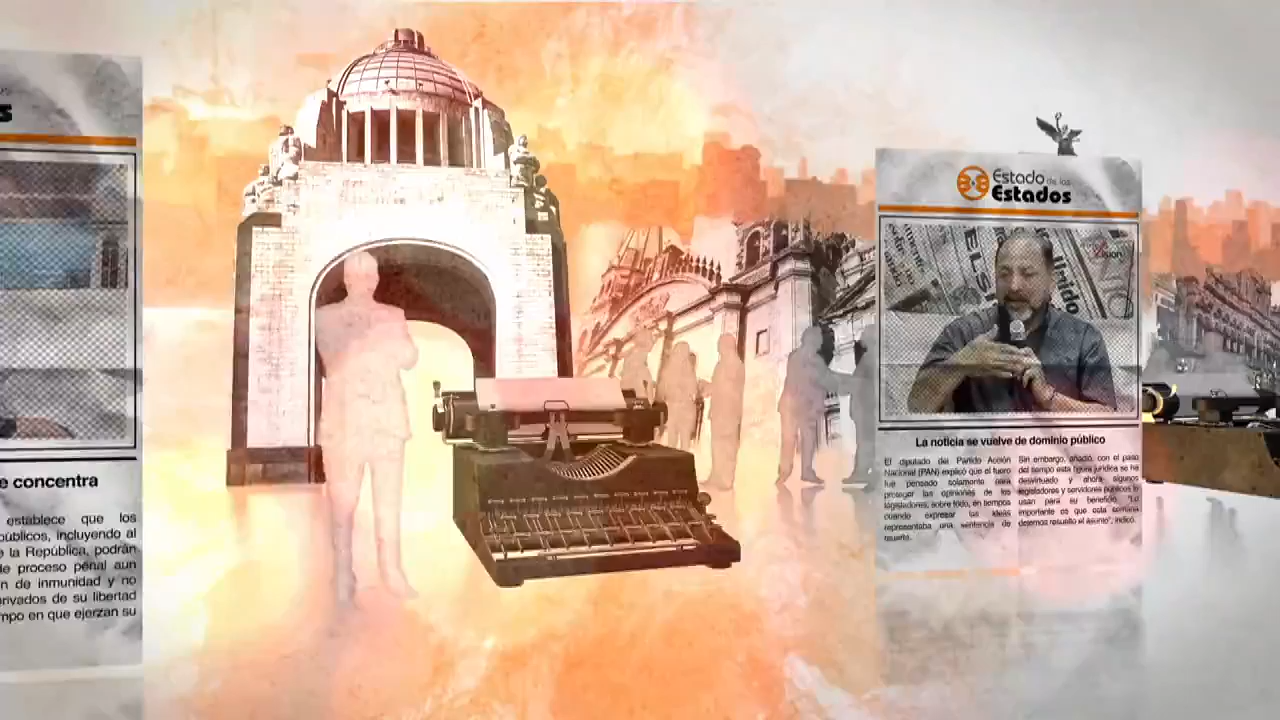 s
e concentra
establece que los
públicos, incluyendo al
e la República, podrán
de proceso penal aun
n de inmunidad y no
rivados de su libertad
mpo en que ejerzan su
Estado de los
Estados
EL S
Unido
La noticia se vuelve de dominio público
El diputado del Partido Acción
Nacional (PAN) explicó que el fuero
fue pensado solamente para
proteger las opiniones de los
legisladores, sobre todo, en tiempos
cuando expresar las ideas
representaba una sentencia de
muerte.
Sin embargo, añadió, con el paso
del tiempo esta figura jurídica se ha
desvirtuado y ahora algunos
legisladores y servidores públicos lo
usan para su beneficio. "Lo
importante es que esta semana
dejemos resuelto el asunto", indicó.